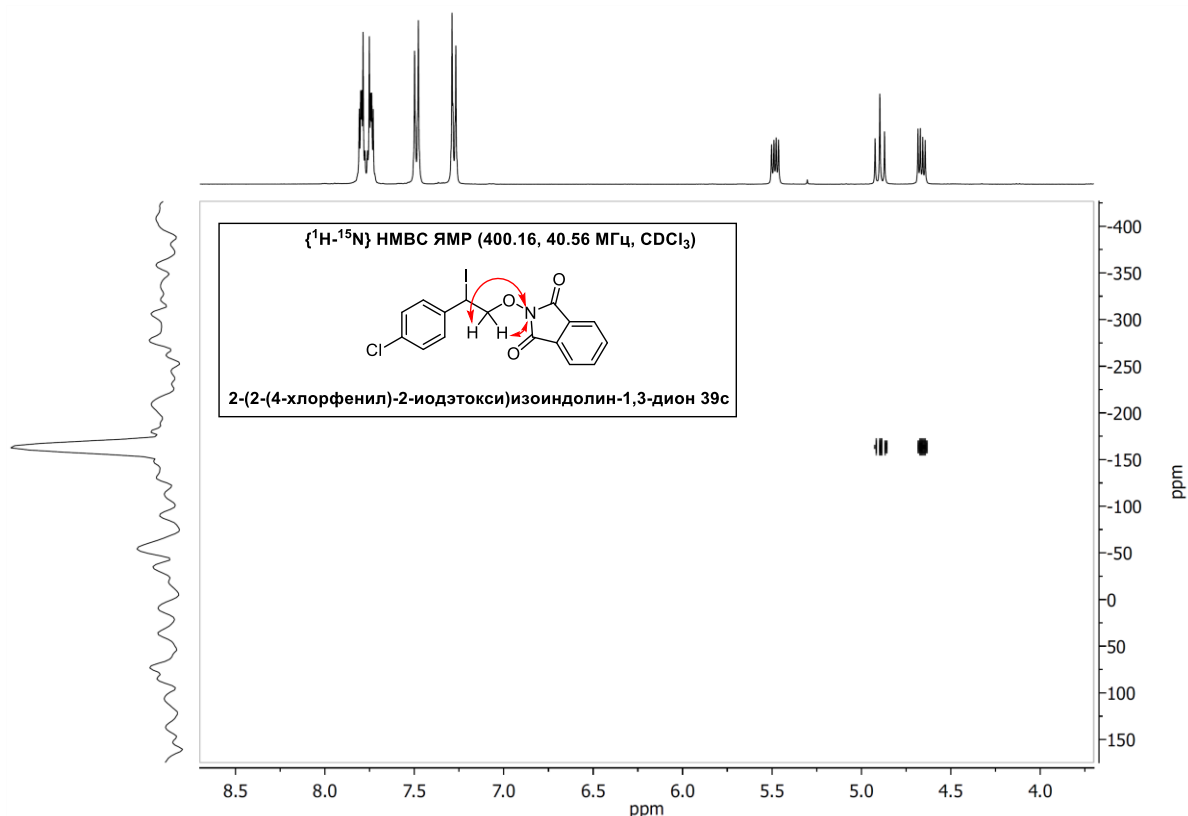 {¹H-¹⁵N} HMBC ЯМР (400.16, 40.56 МГц, CDCl₃)
I
O
O
N
H
H
O
Cl
2-(2-(4-хлорфенил)-2-иодэтокси)изоиндолин-1,3-дион 39c
-400
-350
-300
-250
-200
-150
-100
-50
0
50
100
150
ppm
8.5 8.0 7.5 7.0 6.5 6.0 5.5 5.0 4.5 4.0
ppm